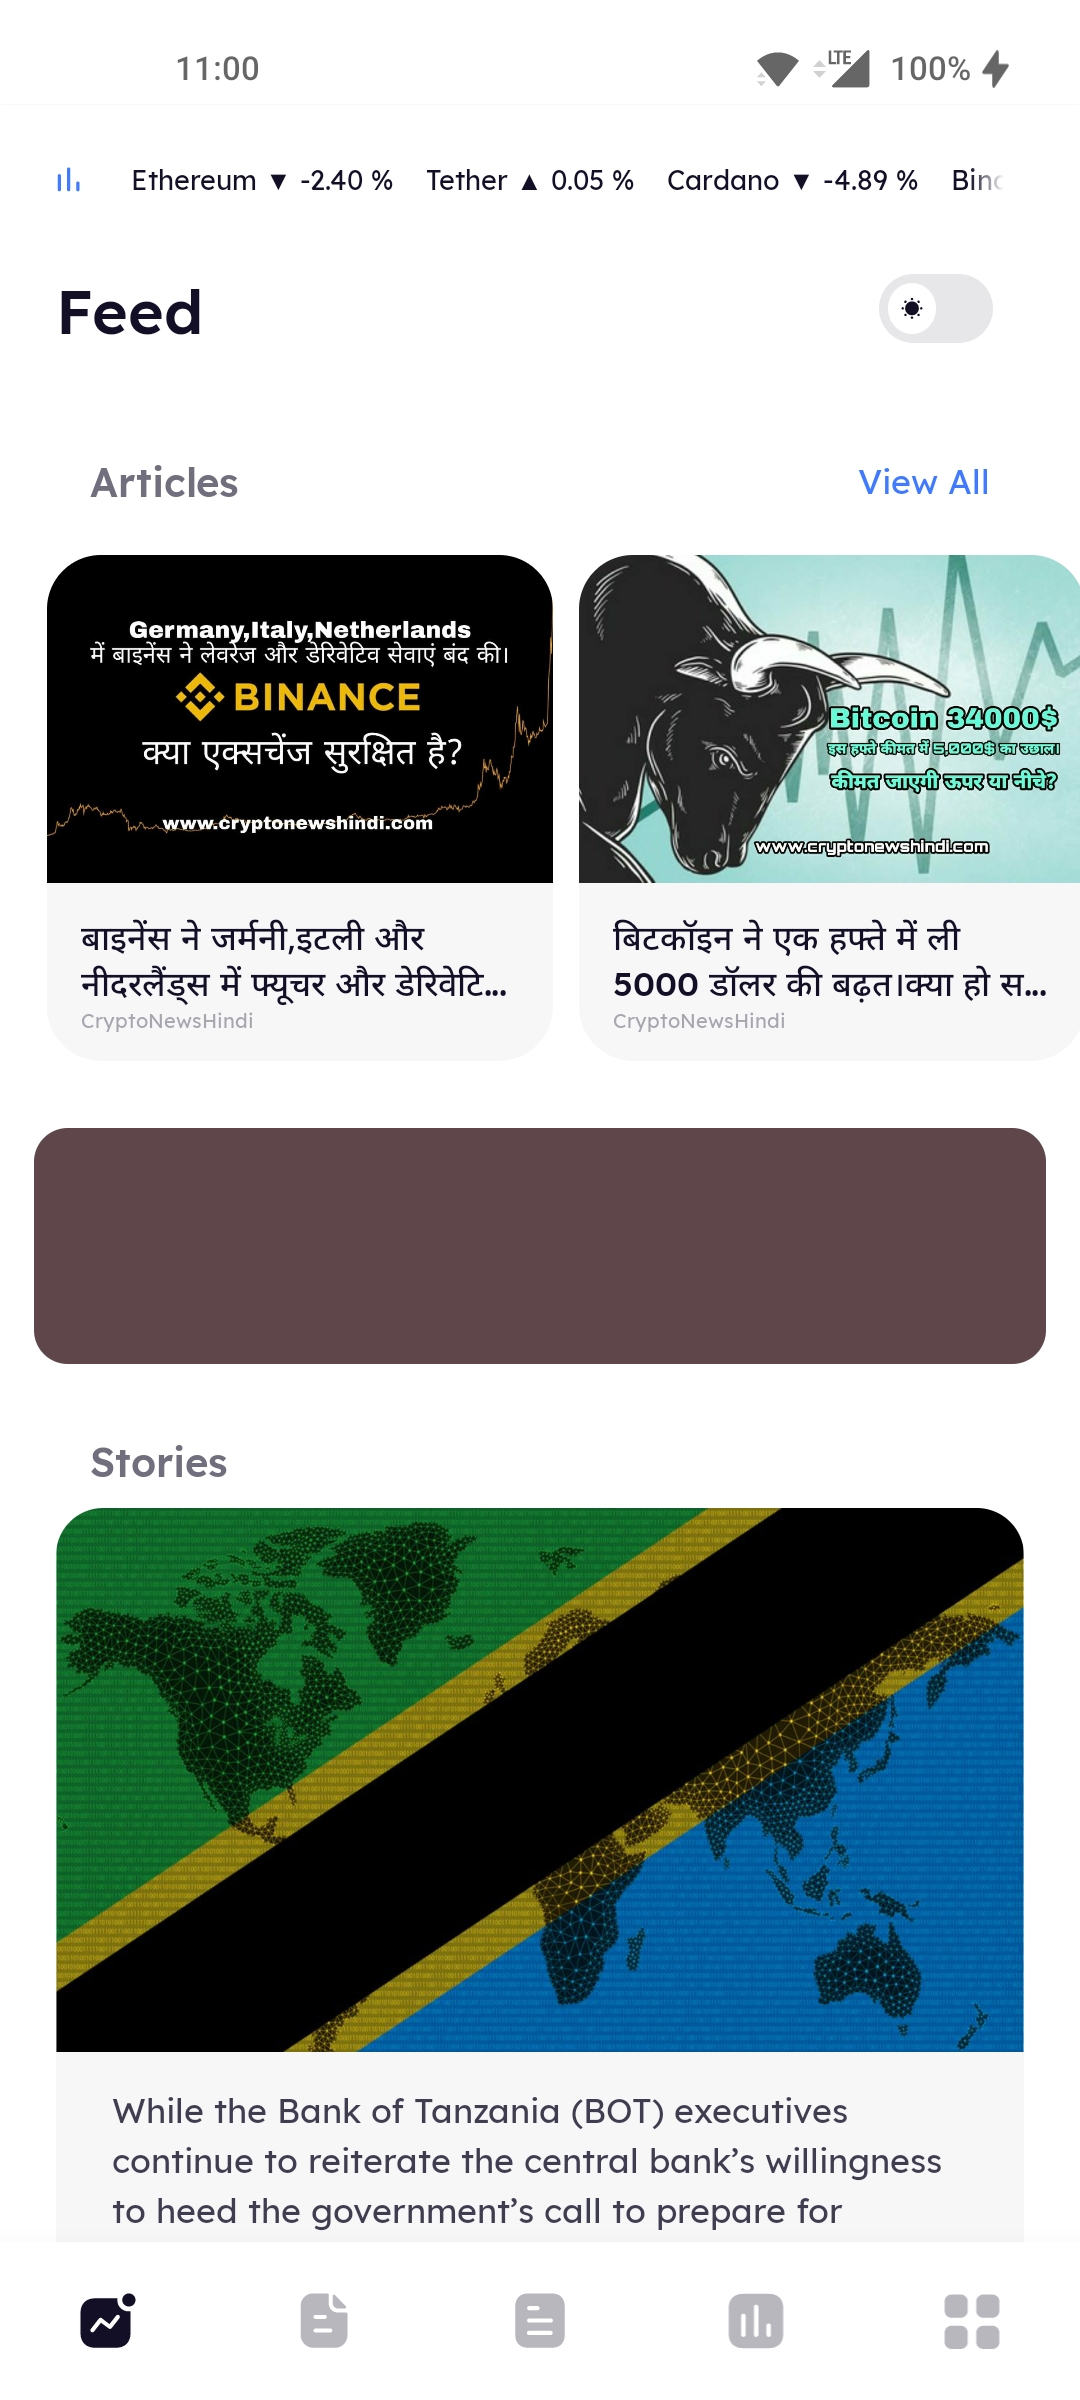 11:00
LTE 100%
Ethereum ▼ -2.40 % Tether ▲ 0.05 % Cardano ▼ -4.89 % Bin
Feed
Articles
View All
Germany,Italy,Netherlands
में बाइनेंस ने लेवरेज और डेरिवेटिव सेवाएं बंद की।
BINANCE
क्या एक्सचेंज सुरक्षित है?
www.cryptonewshindi.com
बाइनेंस ने जर्मनी,इटली और
नीदरलैंड्स में फ्यूचर और डेरिवेटि...
CryptoNewsHindi
Bitcoin 34000$
इस हफ्ते कीमत में 5,000$ का उछाल।
कीमत जाएगी ऊपर या नीचे?
www.cryptonewshindi.com
बिटकॉइन ने एक हफ्ते में ली
5000 डॉलर की बढ़त।क्या हो स...
CryptoNewsHindi
Stories
While the Bank of Tanzania (BOT) executives
continue to reiterate the central bank’s willingness
to heed the government’s call to prepare for